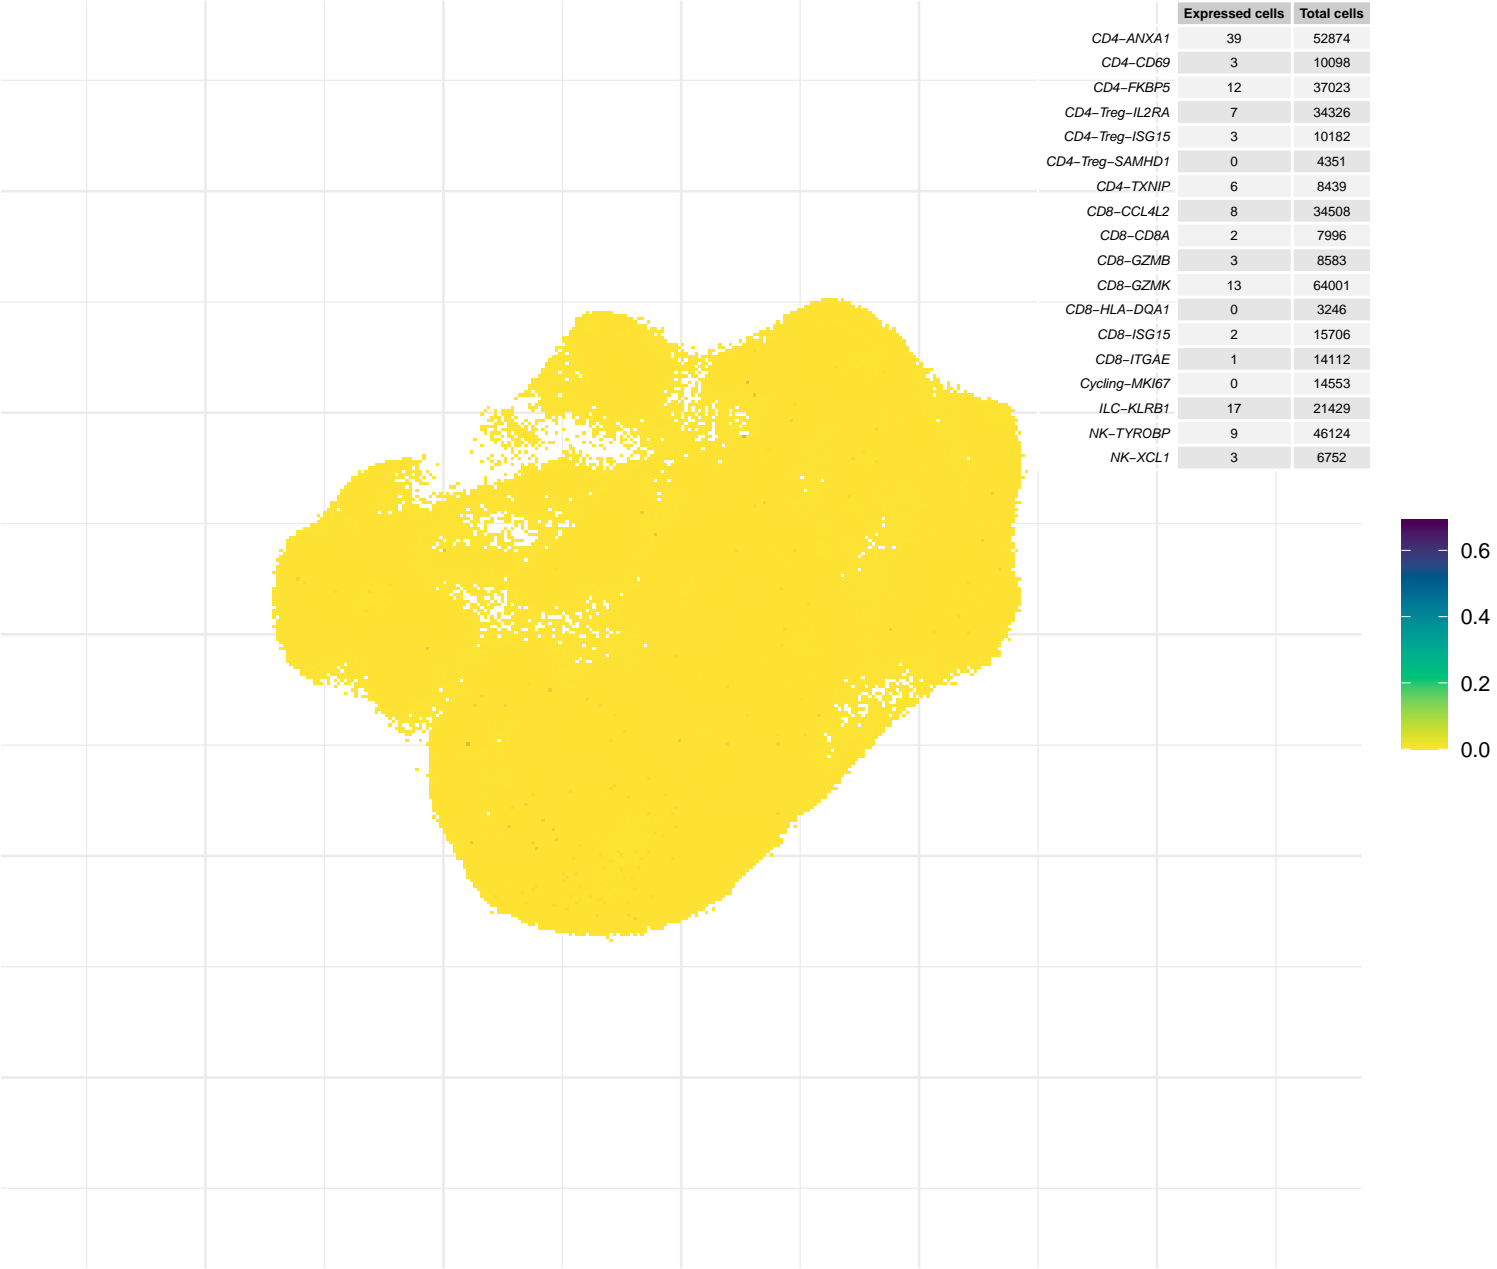 Expressed cells Total cells
CD4−ANXA1 39 52874
CD4−CD69 3 10098
CD4−FKBP5 12 37023
CD4−Treg−IL2RA 7 34326
CD4−Treg−ISG15 3 10182
CD4−Treg−SAMHD1 0 4351
CD4−TXNIP 6 8439
CD8−CCL4L2 8 34508
CD8−CD8A 2 7996
CD8−GZMB 3 8583
CD8−GZMK 13 64001
CD8−HLA−DQA1 0 3246
CD8−ISG15 2 15706
CD8−ITGAE 1 14112
Cycling−MKI67 0 14553
ILC−KLRB1 17 21429
NK−TYROBP 9 46124
NK−XCL1 3 6752
0.6
0.4
0.2
0.0